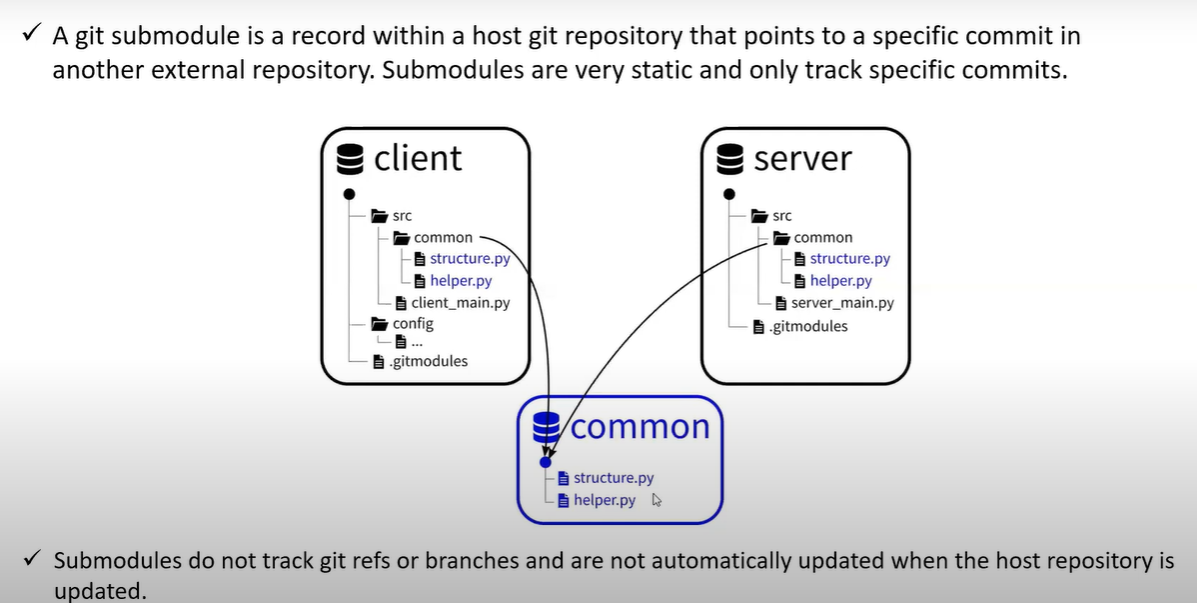 ✓ A git submodule is a record within a host git repository that points to a specific commit in
another external repository. Submodules are very static and only track specific commits.
client
src
common
structure.py
helper.py
client_main.py
config
...
.gitmodules
server
src
common
structure.py
helper.py
server_main.py
.gitmodules
common
structure.py
helper.py
✓ Submodules do not track git refs or branches and are not automatically updated when the host repository is
updated.